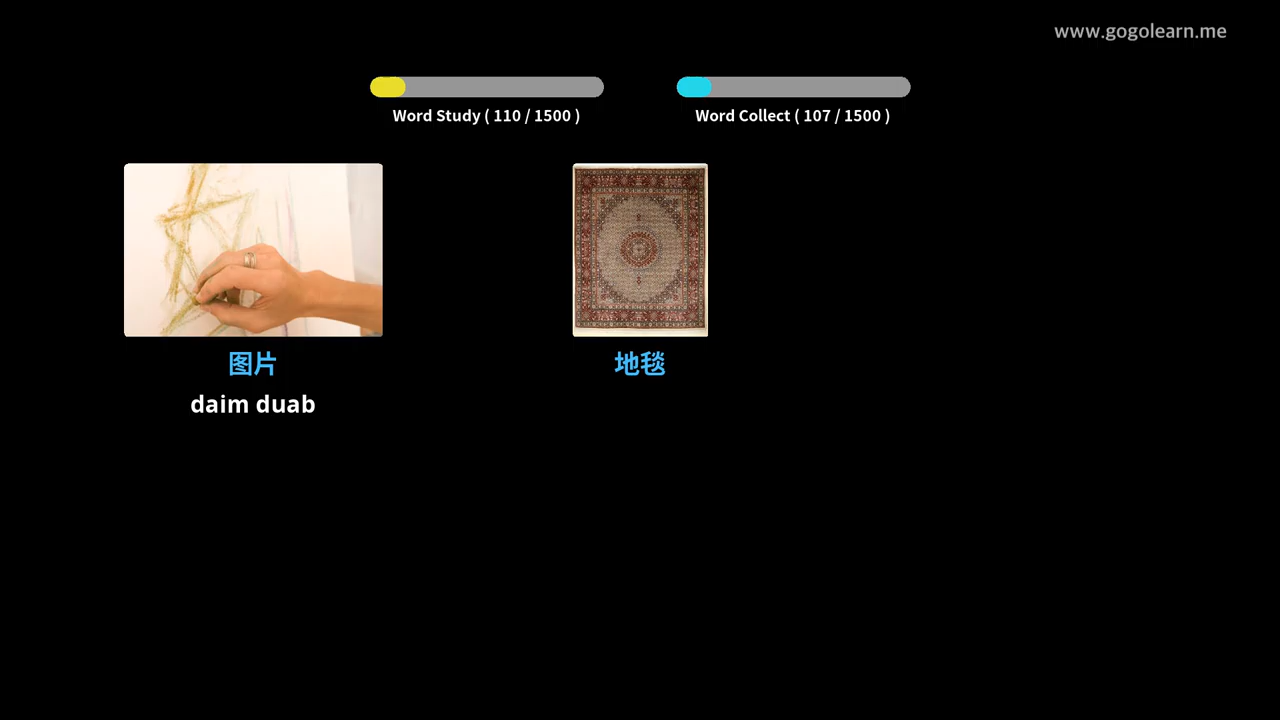 www.gogolearn.me
Word Study ( 110 / 1500 )
Word Collect ( 107 / 1500 )
图片
地毯
daim duab